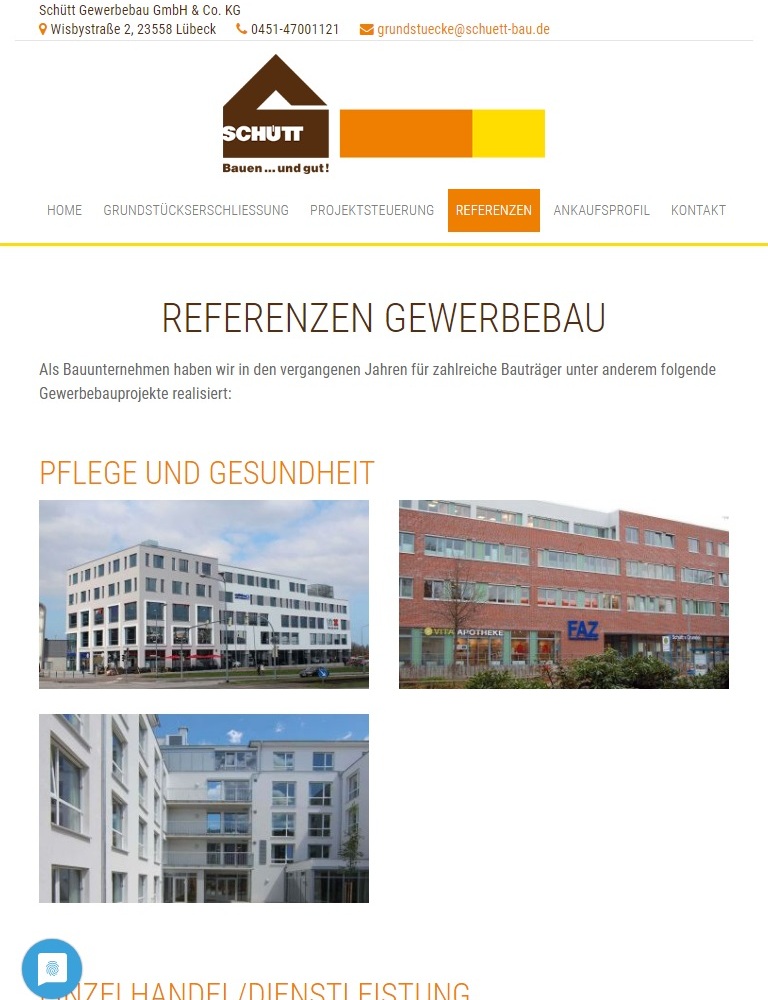 Schütt Gewerbebau GmbH & Co. KG
Wisbystraße 2, 23558 Lübeck 0451-47001121 grundstuecke@schuett-bau.de
SCHÜTT
Bauen ... und gut!
HOME GRUNDSTÜCKSERSCHLIESSUNG PROJEKTSTEUERUNG REFERENZEN ANKAUFSPROFIL KONTAKT
REFERENZEN GEWERBEBAU
Als Bauunternehmen haben wir in den vergangenen Jahren für zahlreiche Bauträger unter anderem folgende
Gewerbebauprojekte realisiert:
PFLEGE UND GESUNDHEIT
VITA APOTHEKE
FAZ
EINZELHANDEL/DIENSTLEISTUNG